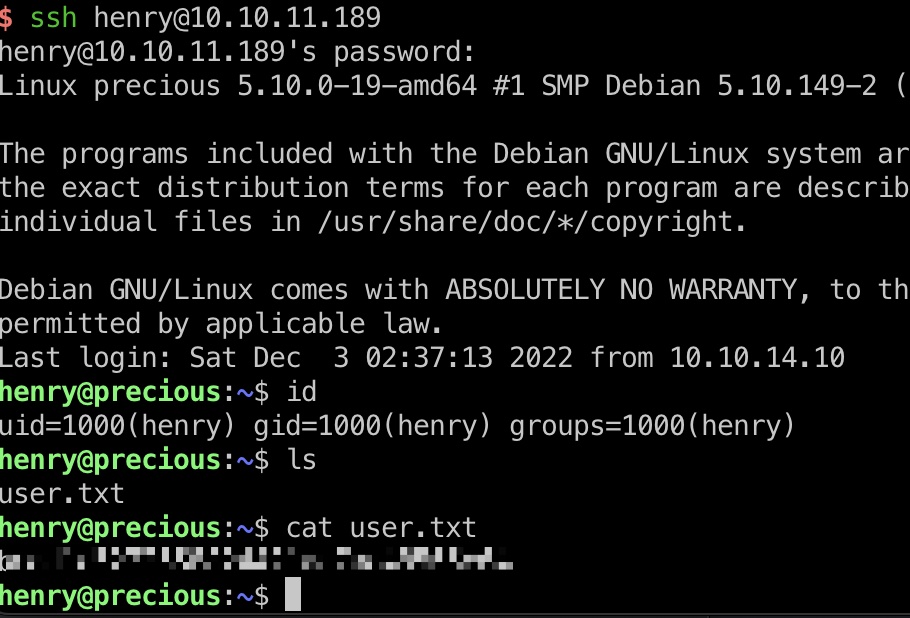 $ ssh henry@10.10.11.189
henry@10.10.11.189's password:
Linux precious 5.10.0-19-amd64 #1 SMP Debian 5.10.149-2 (
The programs included with the Debian GNU/Linux system ar
the exact distribution terms for each program are describ
individual files in /usr/share/doc/*/copyright.
Debian GNU/Linux comes with ABSOLUTELY NO WARRANTY, to th
permitted by applicable law.
Last login: Sat Dec  3 02:37:13 2022 from 10.10.14.10
henry@precious:~$ id
uid=1000(henry) gid=1000(henry) groups=1000(henry)
henry@precious:~$ ls
user.txt
henry@precious:~$ cat user.txt
henry@precious:~$